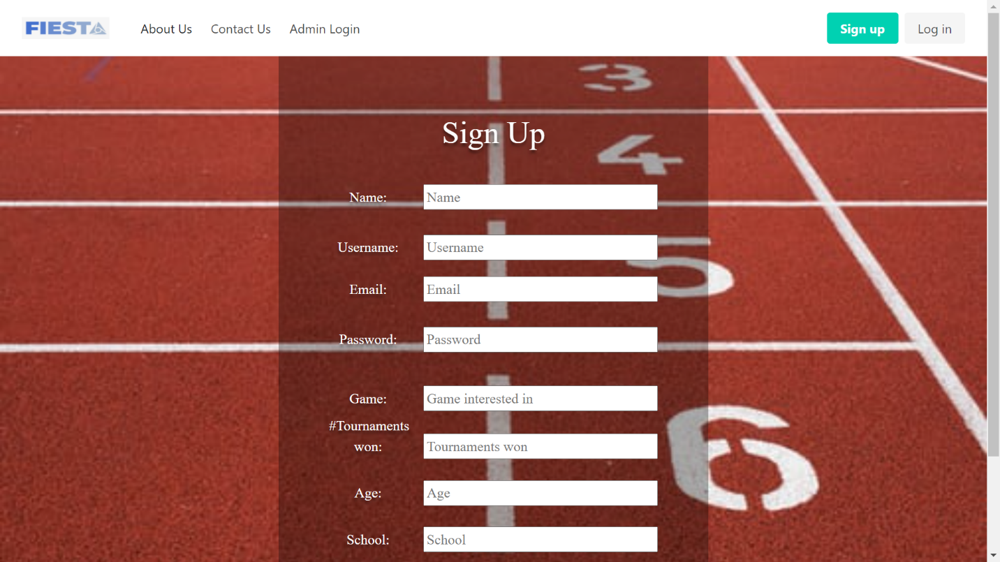 FIESTA
About Us
Contact Us
Admin Login
Sign up
Log in
3
4
5
6
Sign Up
Name:
Name
Username:
Username
Email:
Email
Password:
Password
Game:
Game interested in
#Tournaments
won:
Tournaments won
Age:
Age
School:
School